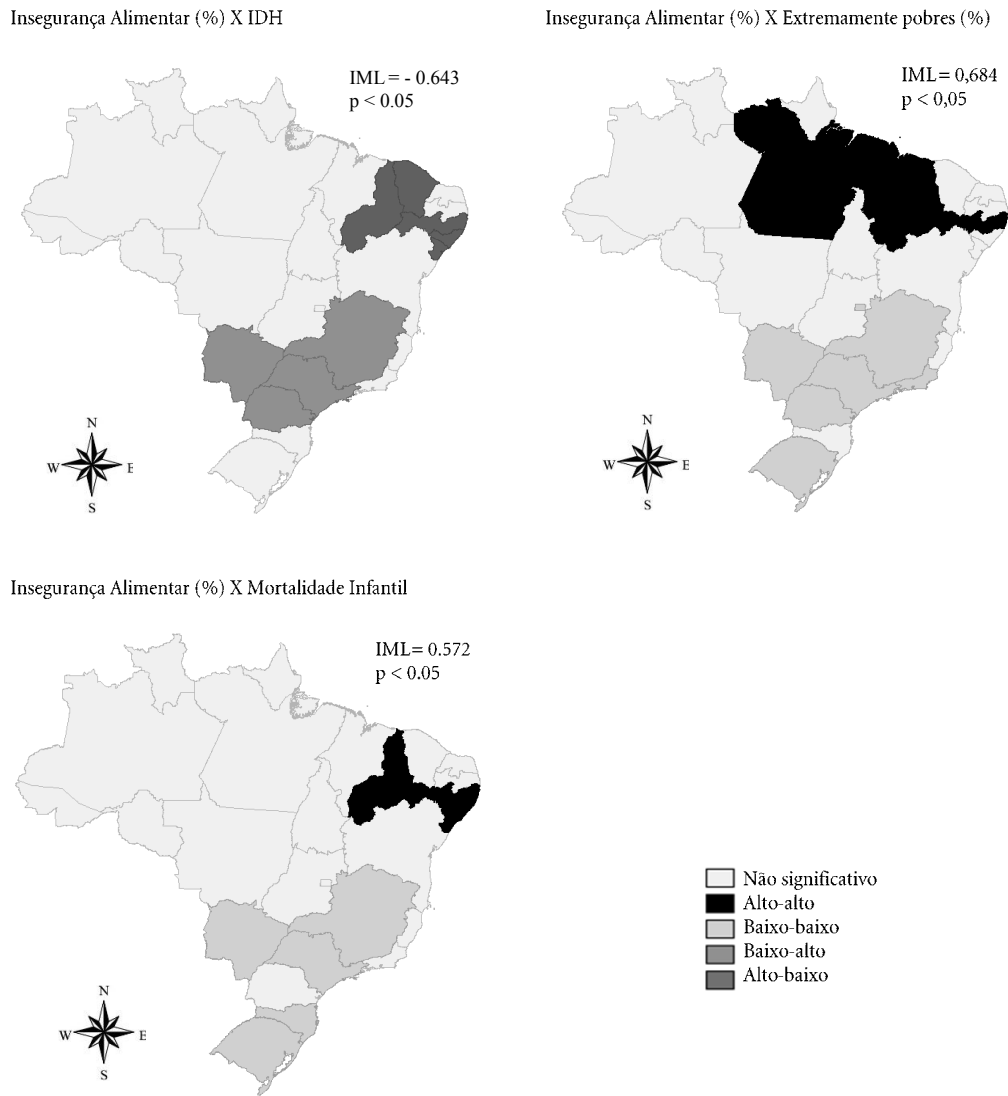 Insegurança Alimentar (%) X IDH
IML = - 0.643
p < 0.05
N
W
E
S
Insegurança Alimentar (%) X Extremamente pobres (%)
IML = 0,684
p < 0,05
N
W
E
S
Insegurança Alimentar (%) X Mortalidade Infantil
IML = 0.572
p < 0.05
N
W
E
S
Não significativo
Alto-alto
Baixo-baixo
Baixo-alto
Alto-baixo